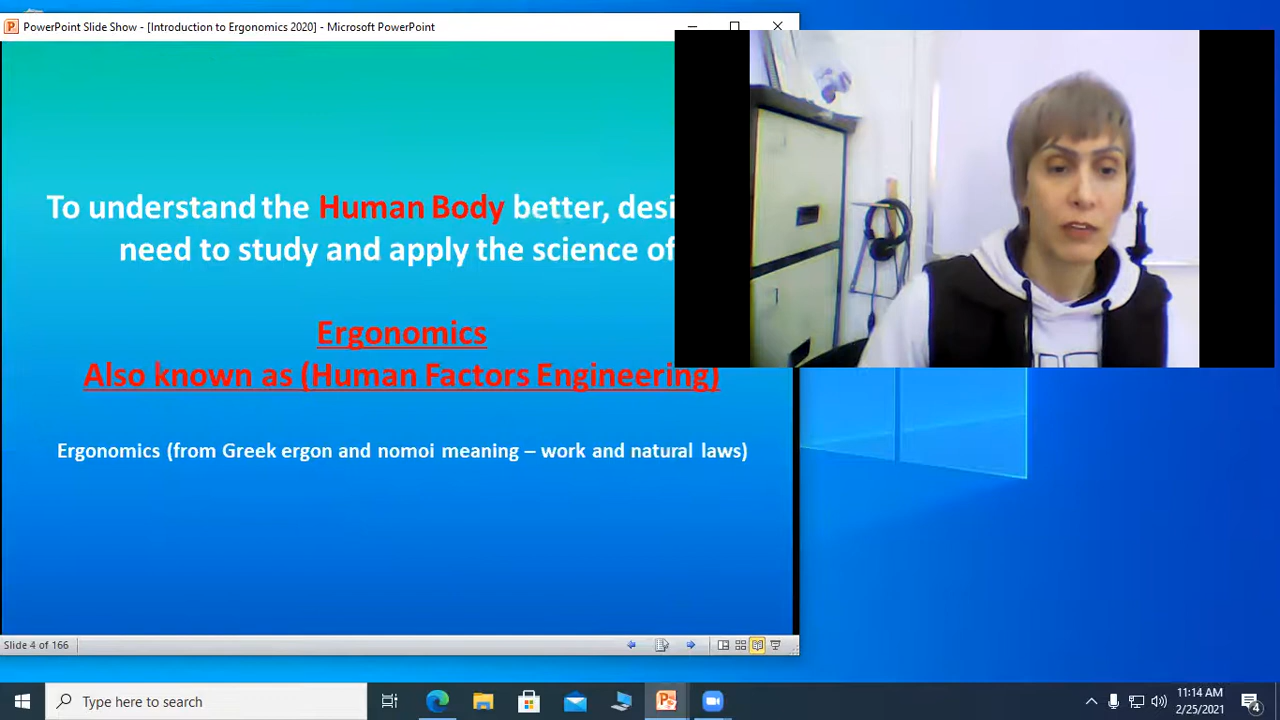 PowerPoint Slide Show - [Introduction to Ergonomics 2020] - Microsoft PowerPoint
To understand the Human Body better,
need to study and apply the science of
Ergonomics
Also known as (Human Factors Engineering)
Ergonomics (from Greek ergon and nomoi meaning – work and natural laws)
Slide 4 of 166
Type here to search
11:14 AM
2/25/2021
4